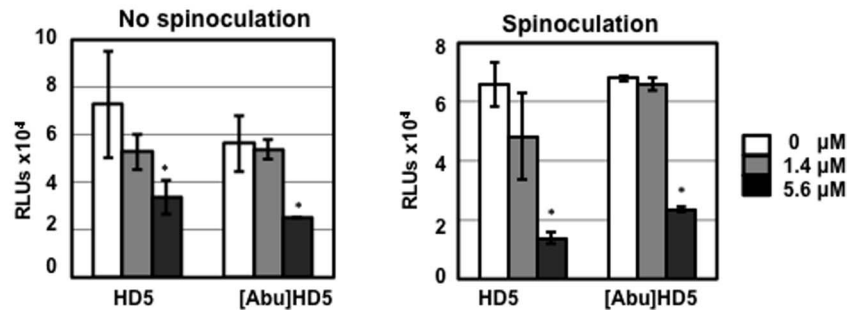 No spinoculation
10
8
6
4
2
0
RLUs x10⁴
*
*
HD5
[Abu]HD5
Spinoculation
8
6
4
2
0
RLUs x10⁴
*
*
HD5
[Abu]HD5
0 µM
1.4 µM
5.6 µM